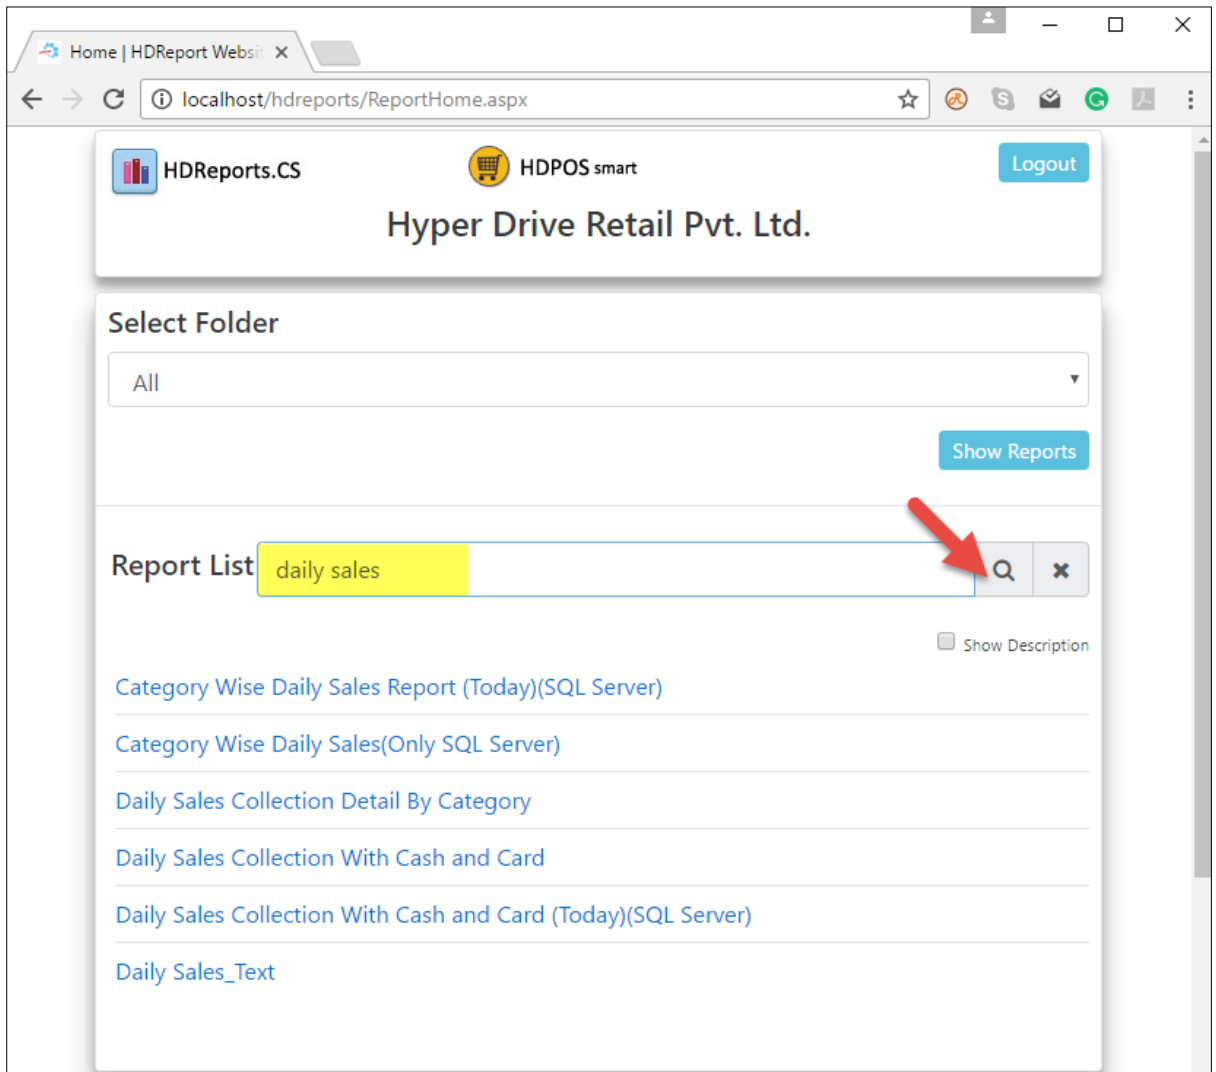 Home | HDReport Websit
localhost/hdreports/ReportHome.aspx
HDReports.CS
HDPOS smart
Logout
Hyper Drive Retail Pvt. Ltd.
Select Folder
All
Show Reports
Report List
daily sales
Show Description
Category Wise Daily Sales Report (Today)(SQL Server)
Category Wise Daily Sales(Only SQL Server)
Daily Sales Collection Detail By Category
Daily Sales Collection With Cash and Card
Daily Sales Collection With Cash and Card (Today)(SQL Server)
Daily Sales_Text